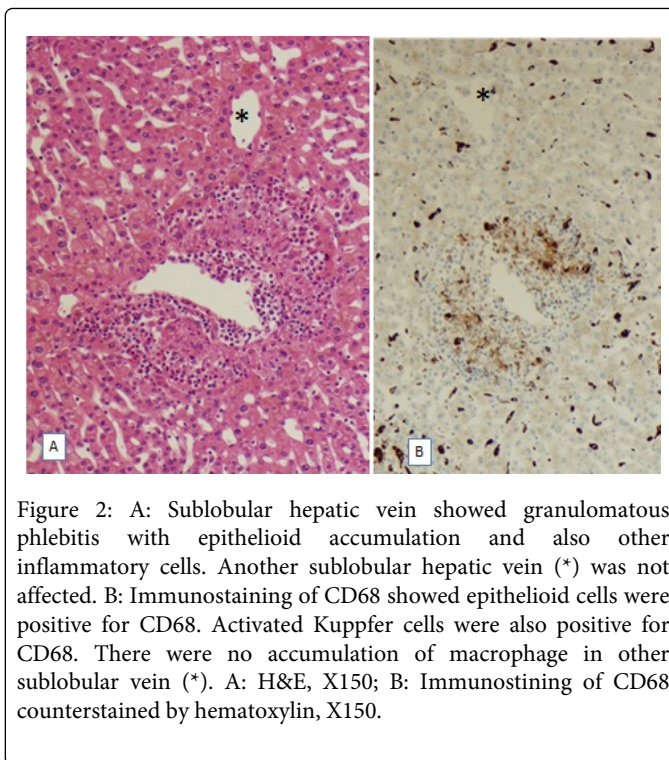 *
*
A
B
Figure 2: A: Sublobular hepatic vein showed granulomatous
phlebitis with epithelioid accumulation and also other
inflammatory cells. Another sublobular hepatic vein (*) was not
affected. B: Immunostaining of CD68 showed epithelioid cells were
positive for CD68. Activated Kuppfer cells were also positive for
CD68. There were no accumulation of macrophage in other
sublobular vein (*). A: H&E, X150; B: Immunostining of CD68
counterstained by hematoxylin, X150.